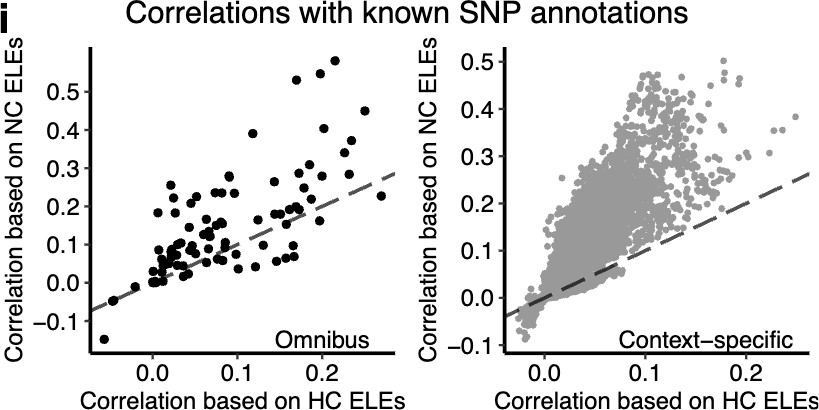 i
Correlations with known SNP annotations
Correlation based on NC ELEs
0.5
0.4
0.3
0.2
0.1
0.0
−0.1
Omnibus
0.0 0.1 0.2
Correlation based on HC ELEs
Correlation based on NC ELEs
0.5
0.4
0.3
0.2
0.1
0.0
−0.1
Context−specific
0.0 0.1 0.2
Correlation based on HC ELEs